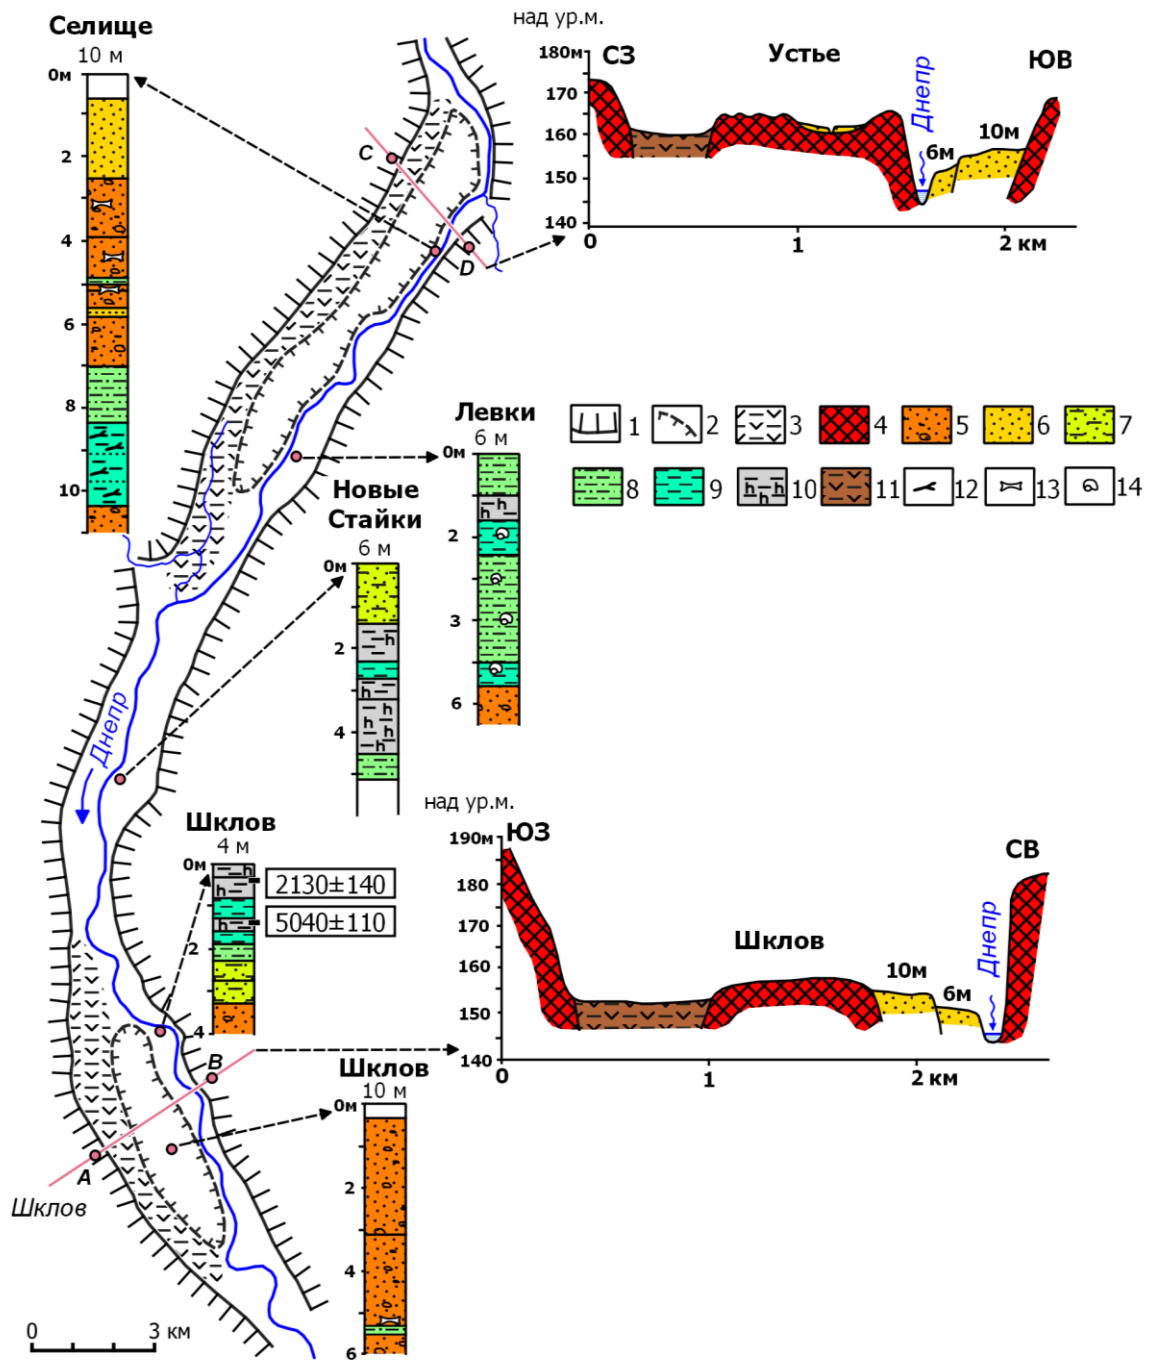 Селище
10 м
0м
2
4
6
8
10
над ур.м.
180м
170
160
150
140
СЗ
Устье
Днепр
ЮВ
6м
10м
0
1
2 км
C
D
Левки
6 м
0м
2
3
6
1
2
3
4
5
6
7
8
9
10
11
12
13
14
h
h
Новые
Стайки
6 м
0м
2
4
h
h
h
h
h
h
Днепр
Шклов
4 м
0м
2
4
h
h
h
2130±140
5040±110
над ур.м.
190м
180
170
160
150
140
ЮЗ
Шклов
10м
6м
Днепр
СВ
0
1
2 км
B
A
Шклов
Шклов
10 м
0м
2
4
6
0
3 км